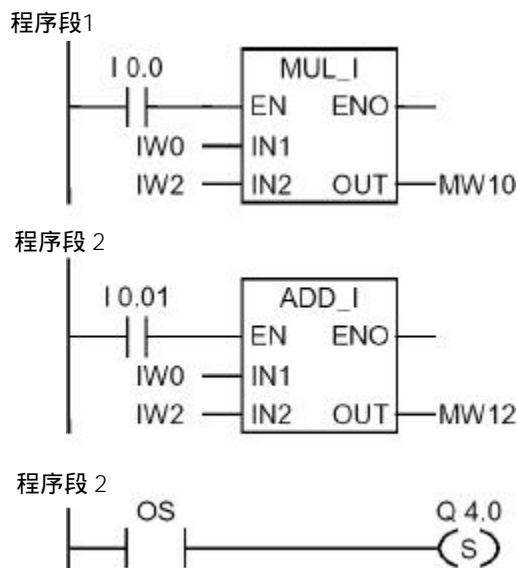 程序段1
I 0.0
MUL_I
EN ENO
IW0 IN1
IW2 IN2 OUT MW10
程序段 2
I 0.01
ADD_I
EN ENO
IW0 IN1
IW2 IN2 OUT MW12
程序段 2
OS Q 4.0
S